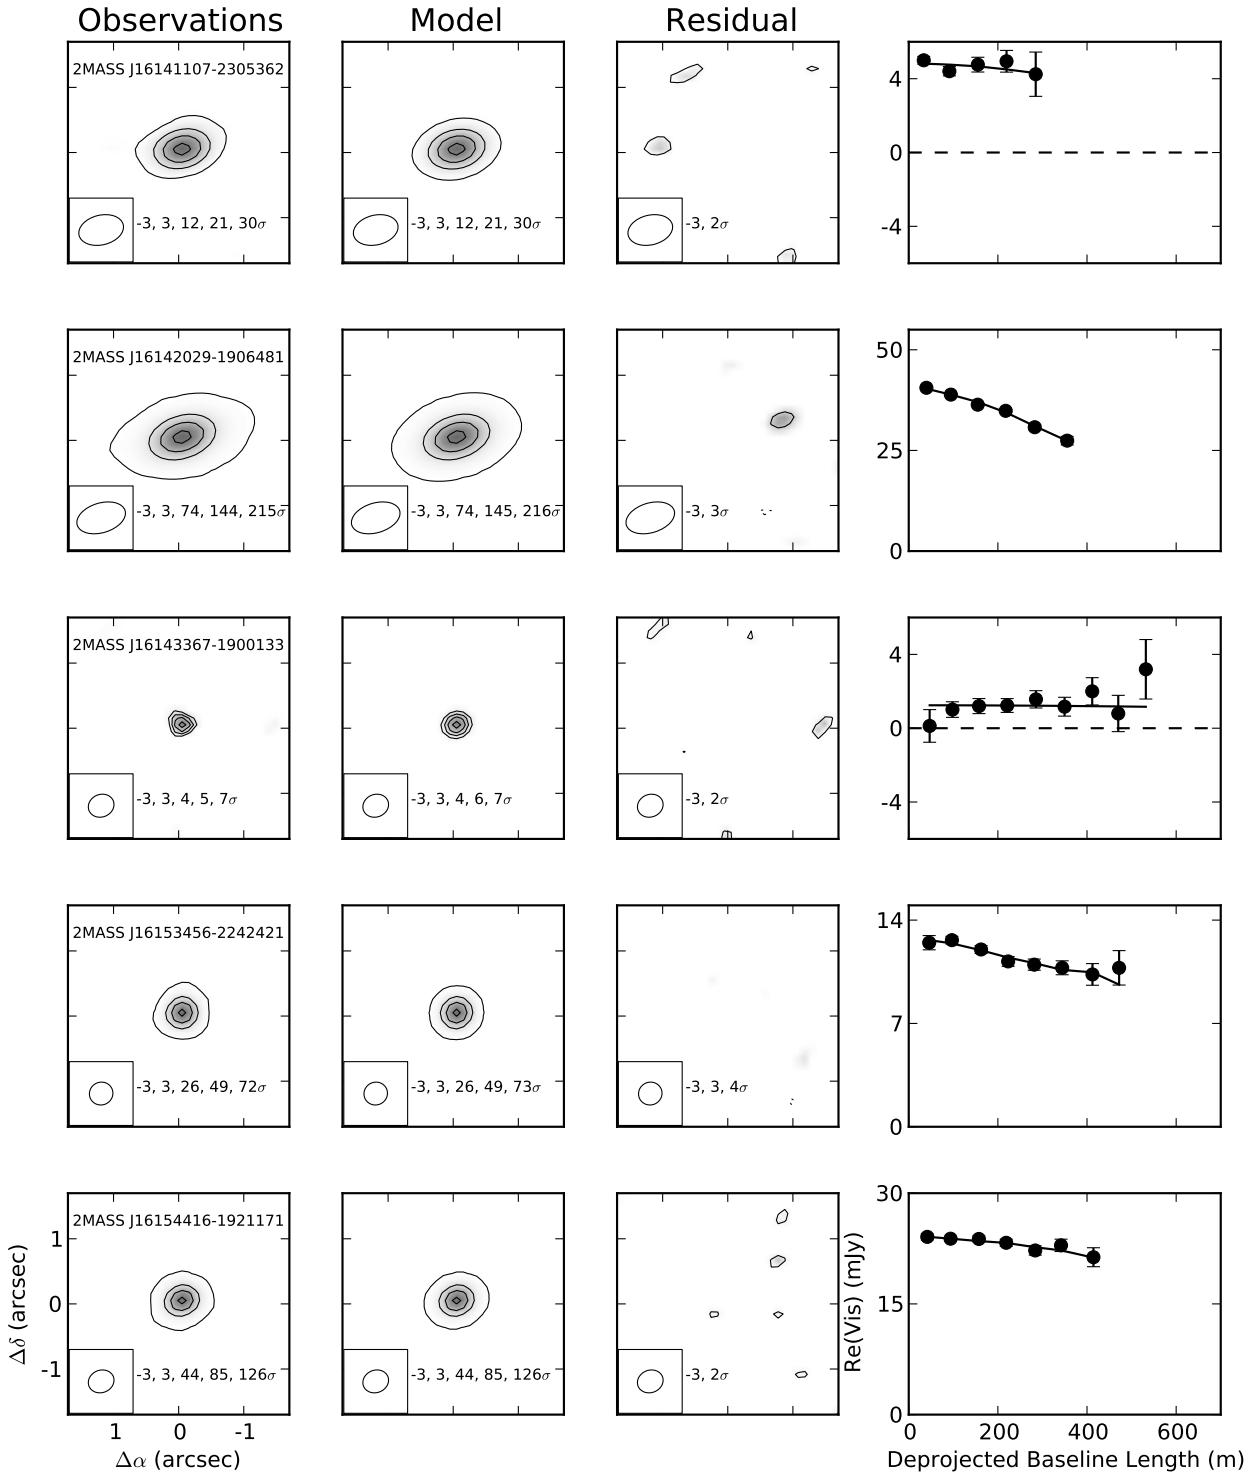 Observations Model Residual
2MASS J16141107-2305362
-3, 3, 12, 21, 30σ
-3, 3, 12, 21, 30σ
-3, 2σ
4
0
-4
2MASS J16142029-1906481
-3, 3, 74, 144, 215σ
-3, 3, 74, 145, 216σ
-3, 3σ
50
25
0
2MASS J16143367-1900133
-3, 3, 4, 5, 7σ
-3, 3, 4, 6, 7σ
-3, 2σ
4
0
-4
2MASS J16153456-2242421
-3, 3, 26, 49, 72σ
-3, 3, 26, 49, 73σ
-3, 3, 4σ
14
7
0
2MASS J16154416-1921171
-3, 3, 44, 85, 126σ
-3, 3, 44, 85, 126σ
-3, 2σ
1
0
-1
Δδ (arcsec)
1 0 -1
Δα (arcsec)
Re(Vis) (mJy)
30
15
0
0 200 400 600
Deprojected Baseline Length (m)